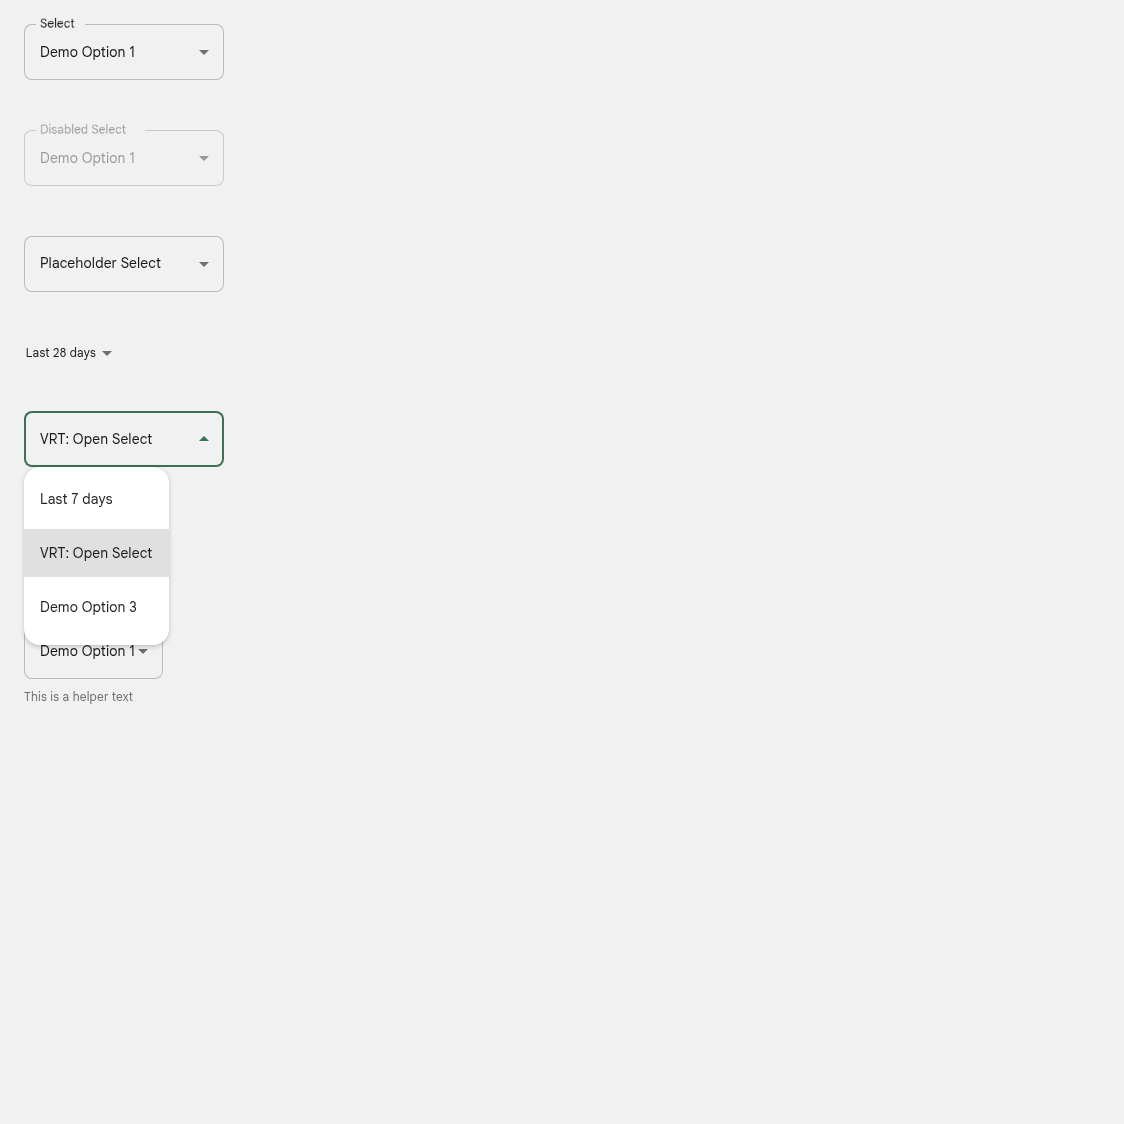 Select
Demo Option 1
Disabled Select
Demo Option 1
Placeholder Select
Last 28 days
VRT: Open Select
Last 7 days
VRT: Open Select
Demo Option 3
Demo Option 1
This is a helper text